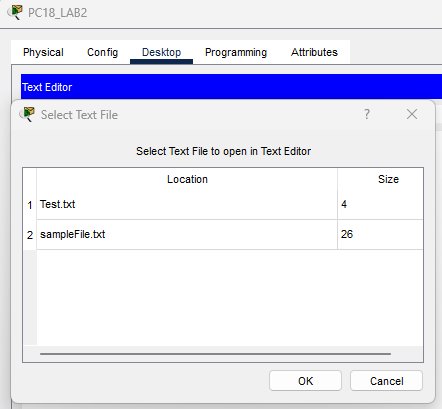 PC18_LAB2
Physical Config Desktop Programming Attributes
Text Editor
Select Text File ?
Select Text File to open in Text Editor
Location Size
1 Test.txt 4
2 sampleFile.txt 26
OK Cancel